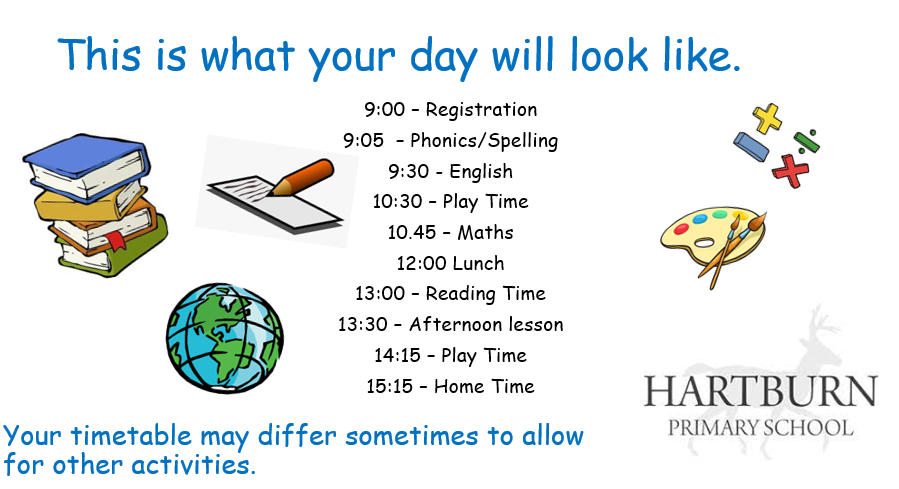 This is what your day will look like.
9:00 – Registration
9:05 – Phonics/Spelling
9:30 - English
10:30 – Play Time
10.45 – Maths
12:00 Lunch
13:00 – Reading Time
13:30 – Afternoon lesson
14:15 – Play Time
15:15 – Home Time
HARTBURN
PRIMARY SCHOOL
Your timetable may differ sometimes to allow
for other activities.